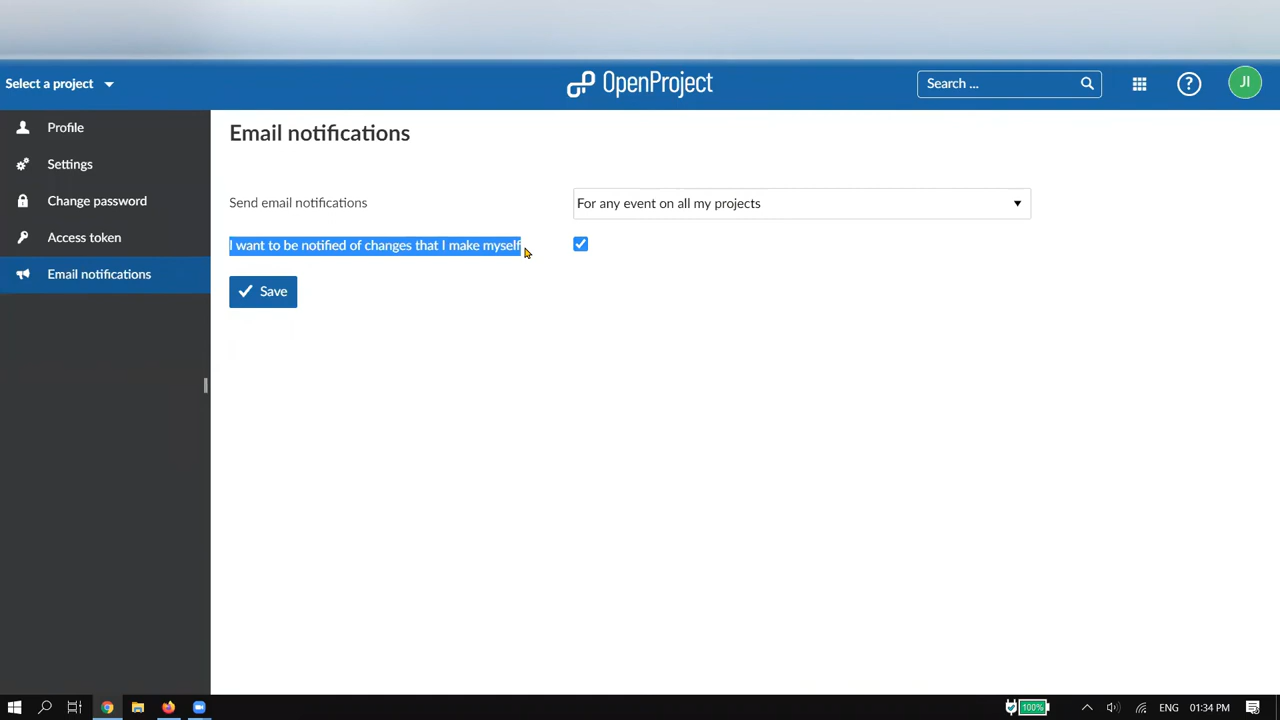 Select a project
OpenProject
Search ...
?
JI
Profile
Settings
Change password
Access token
Email notifications
Email notifications
Send email notifications
For any event on all my projects
I want to be notified of changes that I make myself
Save
100%
ENG
01:34 PM